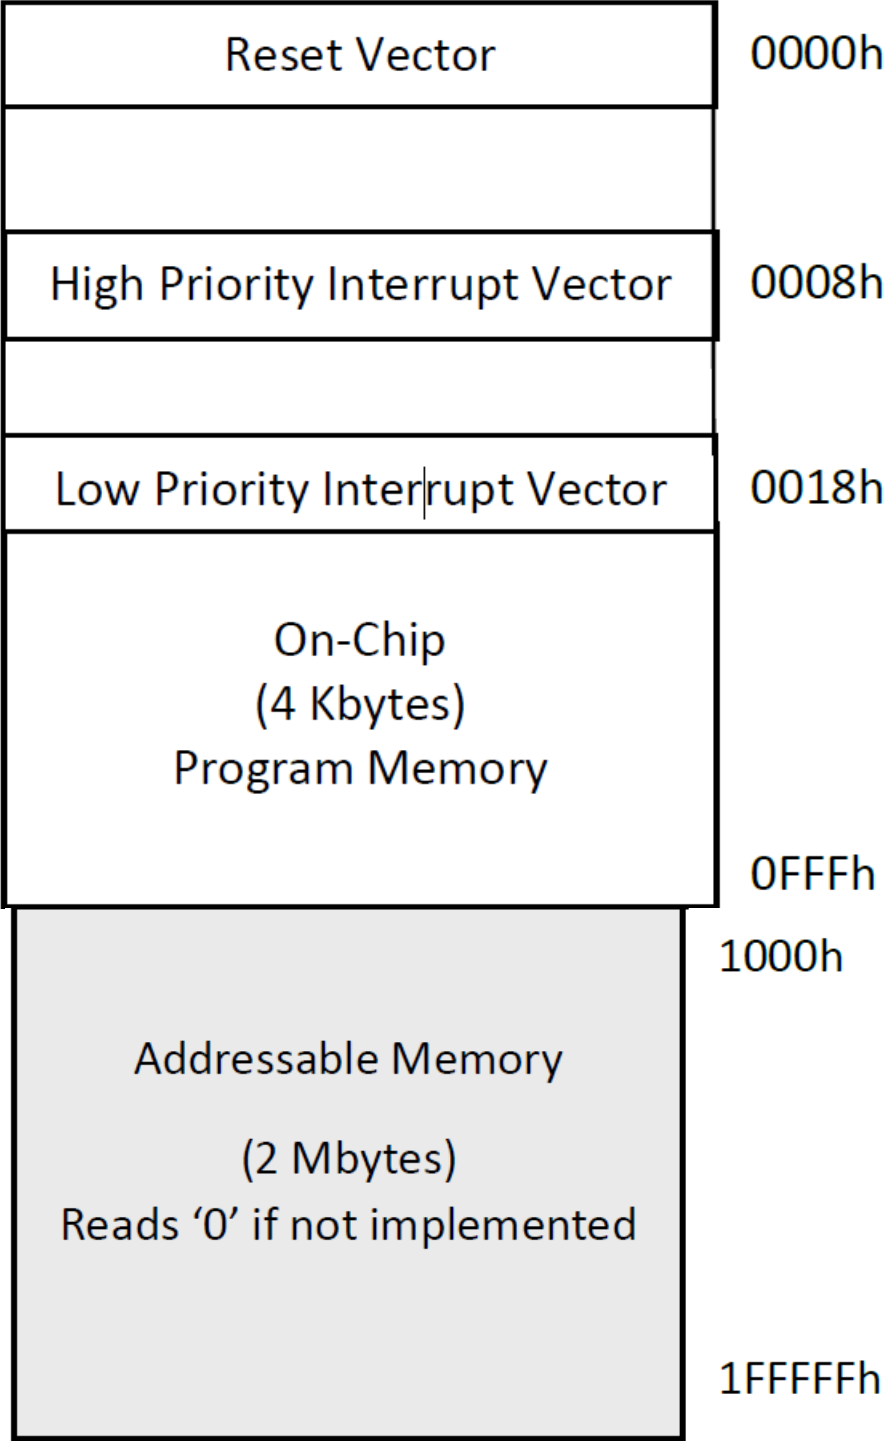 Reset Vector
0000h
High Priority Interrupt Vector
0008h
Low Priority Interrupt Vector
0018h
On-Chip
(4 Kbytes)
Program Memory
0FFFh
1000h
Addressable Memory
(2 Mbytes)
Reads ‘0’ if not implemented
1FFFFFh